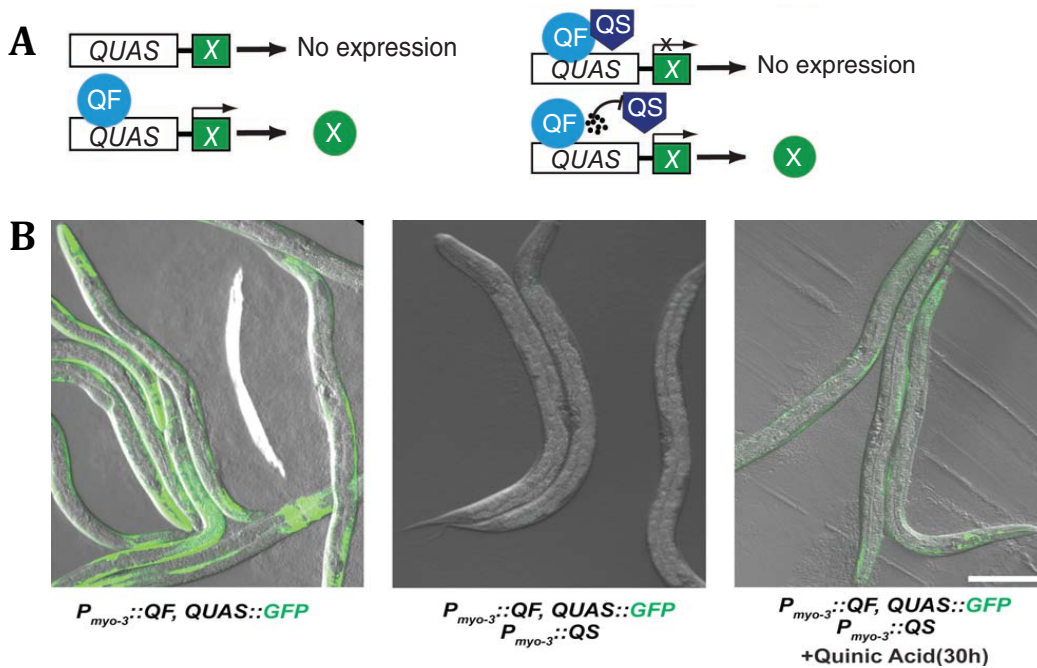 A
QUAS X No expression
QF
QUAS X X
QF QS
x
QUAS X No expression
QF QS
QUAS X X
B
Pmyo-3::QF, QUAS::GFP
Pmyo-3::QF, QUAS::GFP
Pmyo-3::QS
Pmyo-3::QF, QUAS::GFP
Pmyo-3::QS
+Quinic Acid(30h)